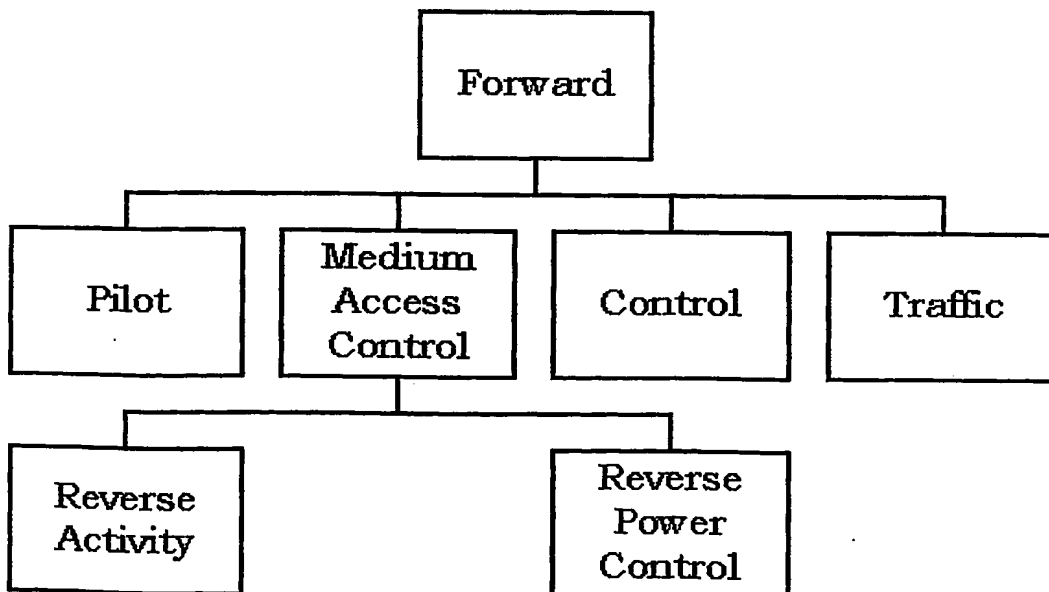 Forward
Pilot
Medium
Access
Control
Control
Traffic
Reverse
Activity
Reverse
Power
Control